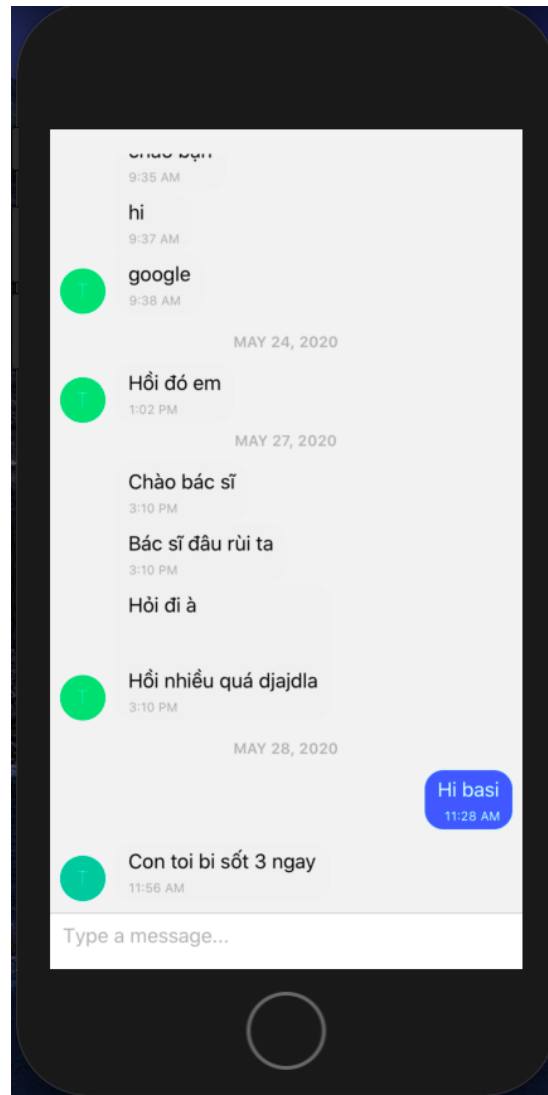 chào bạn
9:35 AM
hi
9:37 AM
google
9:38 AM
T
MAY 24, 2020
Hồi đó em
1:02 PM
T
MAY 27, 2020
Chào bác sĩ
3:10 PM
Bác sĩ đâu rùi ta
3:10 PM
Hỏi đi à
Hồi nhiều quá djajdla
3:10 PM
T
MAY 28, 2020
Hi basi
11:28 AM
Con toi bi sốt 3 ngay
11:56 AM
T
Type a message...